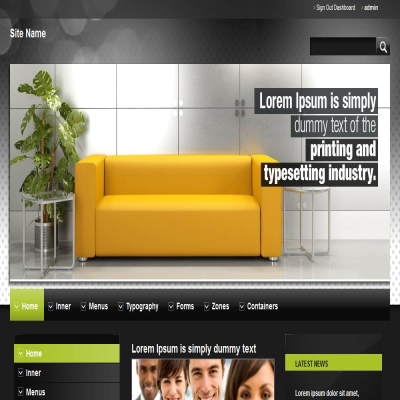 Sign Out Dashboard admin
Site Name
Lorem Ipsum is simply
dummy text of the
printing and
typesetting industry.
Home Inner Menus Typography Forms Zones Containers
Home
Lorem Ipsum is simply dummy text
Inner
Menus
LATEST NEWS
Lorem ipsum dolor sit amet,